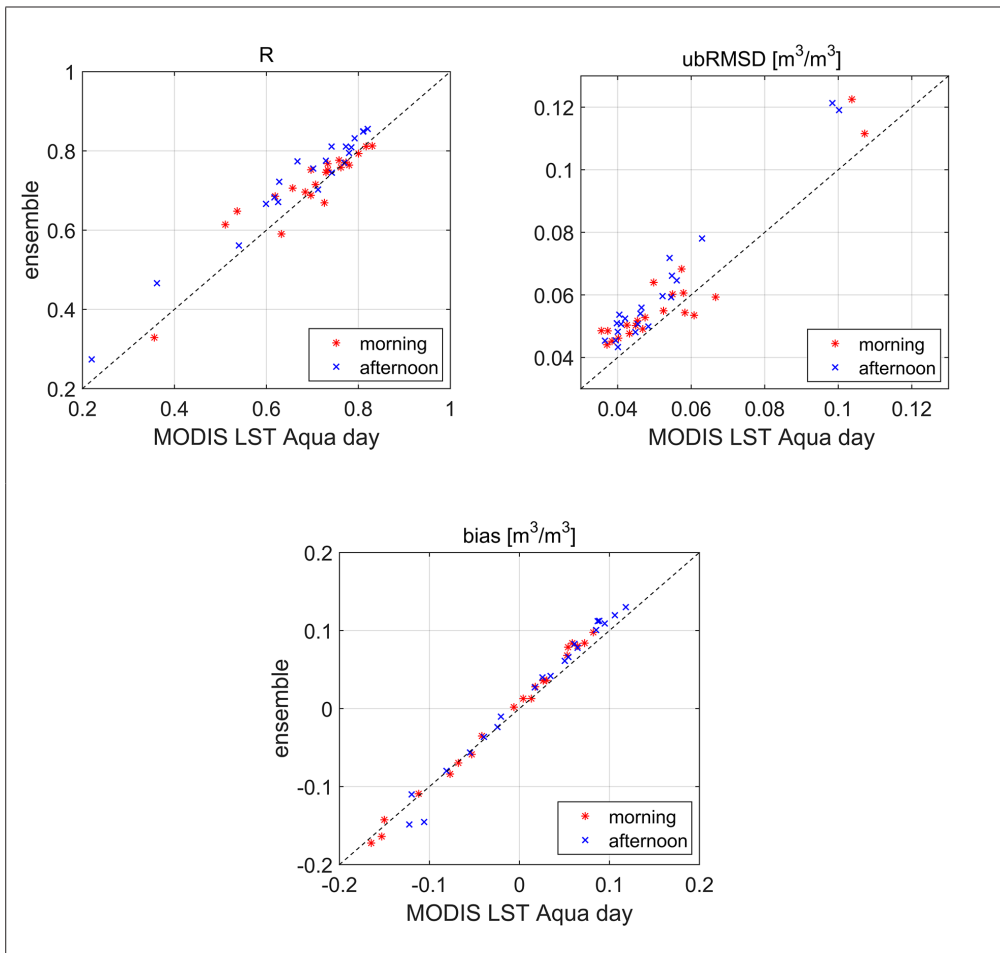 R
1
0.8
0.6
0.4
0.2
0.2 0.4 0.6 0.8 1
ensemble
MODIS LST Aqua day
morning
afternoon
ubRMSD [m³/m³]
0.12
0.1
0.08
0.06
0.04
0.04 0.06 0.08 0.1 0.12
MODIS LST Aqua day
morning
afternoon
bias [m³/m³]
0.2
0.1
0
-0.1
-0.2
-0.2 -0.1 0 0.1 0.2
ensemble
MODIS LST Aqua day
morning
afternoon